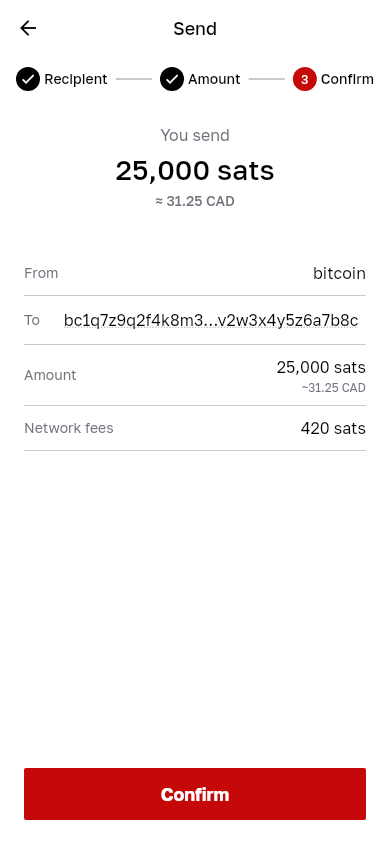 Send
Recipient Amount 3 Confirm
You send
25,000 sats
≈ 31.25 CAD
From bitcoin
To bc1q7z9q2f4k8m3...v2w3x4y5z6a7b8c
Amount 25,000 sats
~31.25 CAD
Network fees 420 sats
Confirm